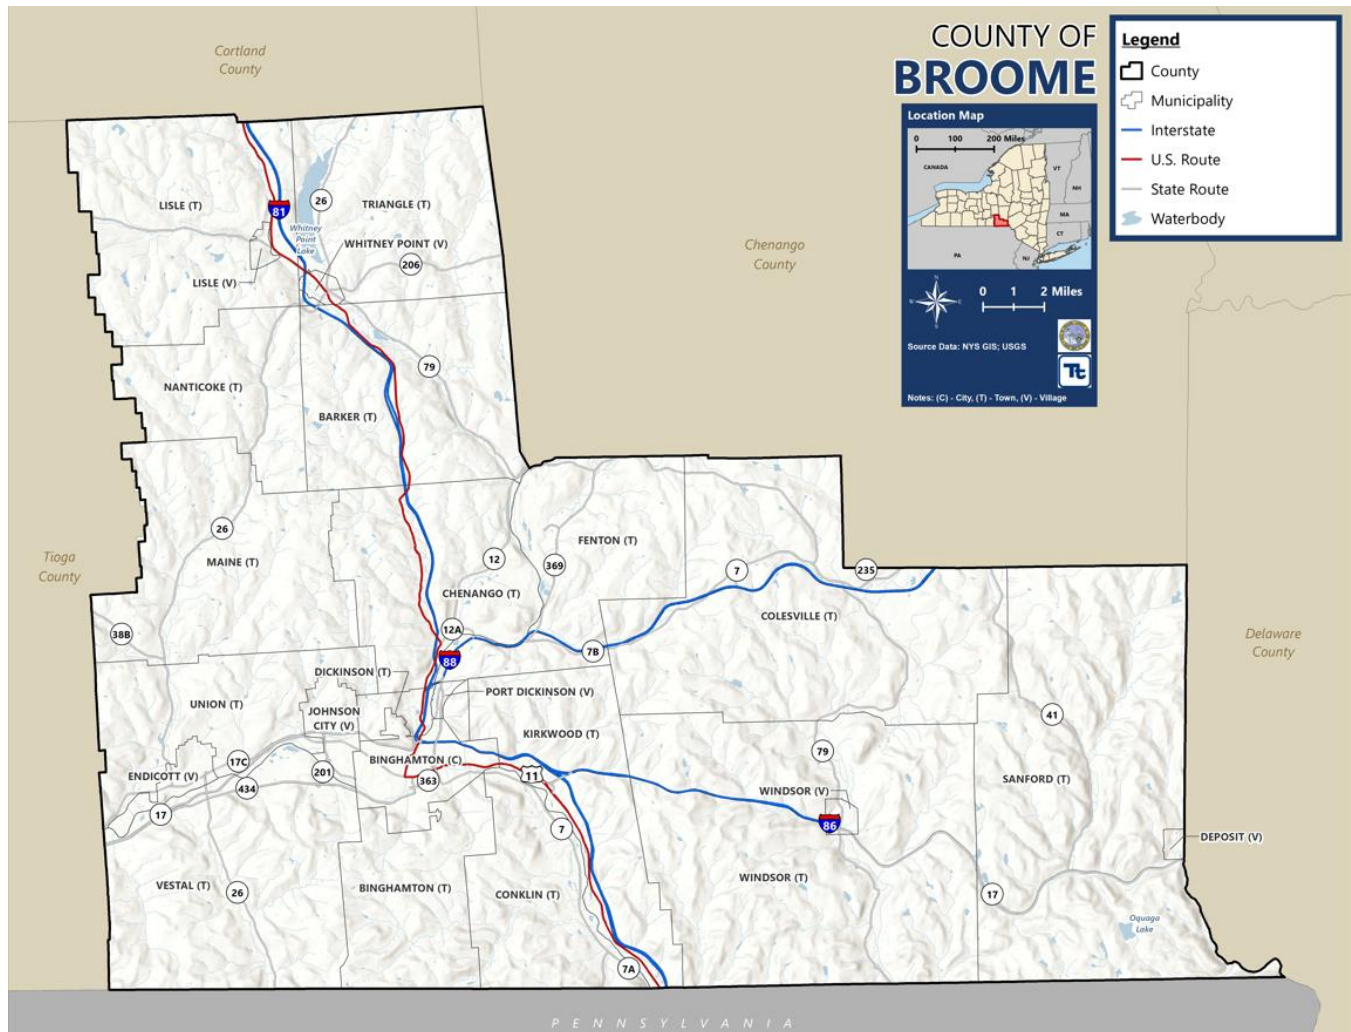 COUNTY OF
BROOME
Legend
County
Municipality
Interstate
U.S. Route
State Route
Waterbody
Location Map
0 100 200 Miles
CANADA
VT
NH
MA
CT
PA
NJ
N
0 1 2 Miles
Source Data: NYS GIS; USGS
Tt
Notes: (C) - City, (T) - Town, (V) - Village
Cortland
County
Chenango
County
Tioga
County
Delaware
County
LISLE (T)
81
26
TRIANGLE (T)
Whitney
Point
Lake
WHITNEY POINT (V)
206
LISLE (V)
79
NANTICOKE (T)
BARKER (T)
26
MAINE (T)
12
369
FENTON (T)
7
235
CHENANGO (T)
COLESVILLE (T)
38B
12A
88
7B
DICKINSON (T)
PORT DICKINSON (V)
UNION (T)
JOHNSON
CITY (V)
KIRKWOOD (T)
41
79
17C
BINGHAMTON (C)
ENDICOTT (V)
201
363
11
SANFORD (T)
434
WINDSOR (V)
17
7
86
DEPOSIT (V)
VESTAL (T)
26
BINGHAMTON (T)
CONKLIN (T)
WINDSOR (T)
17
Oquaga
Lake
7A
PENNSYLVANIA